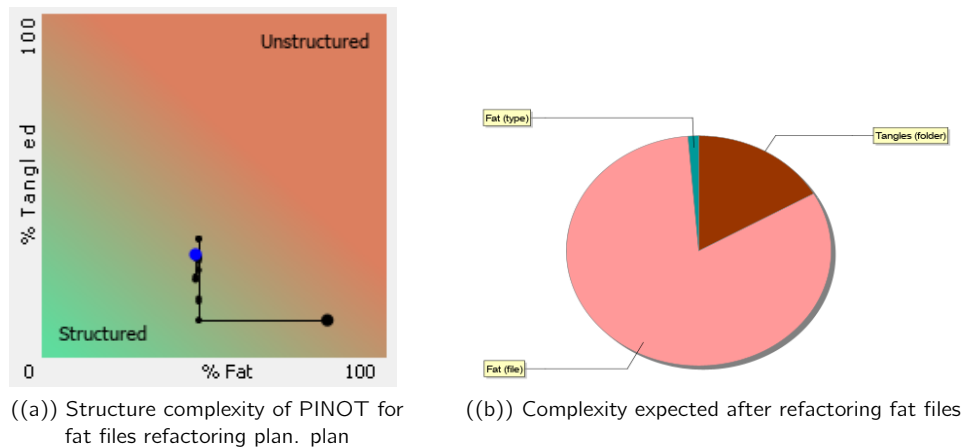 100
Unstructured
% Tangled
Structured
0
% Fat
100
Fat (type)
Tangles (folder)
Fat (file)
((a)) Structure complexity of PINOT for
fat files refactoring plan. plan
((b)) Complexity expected after refactoring fat files